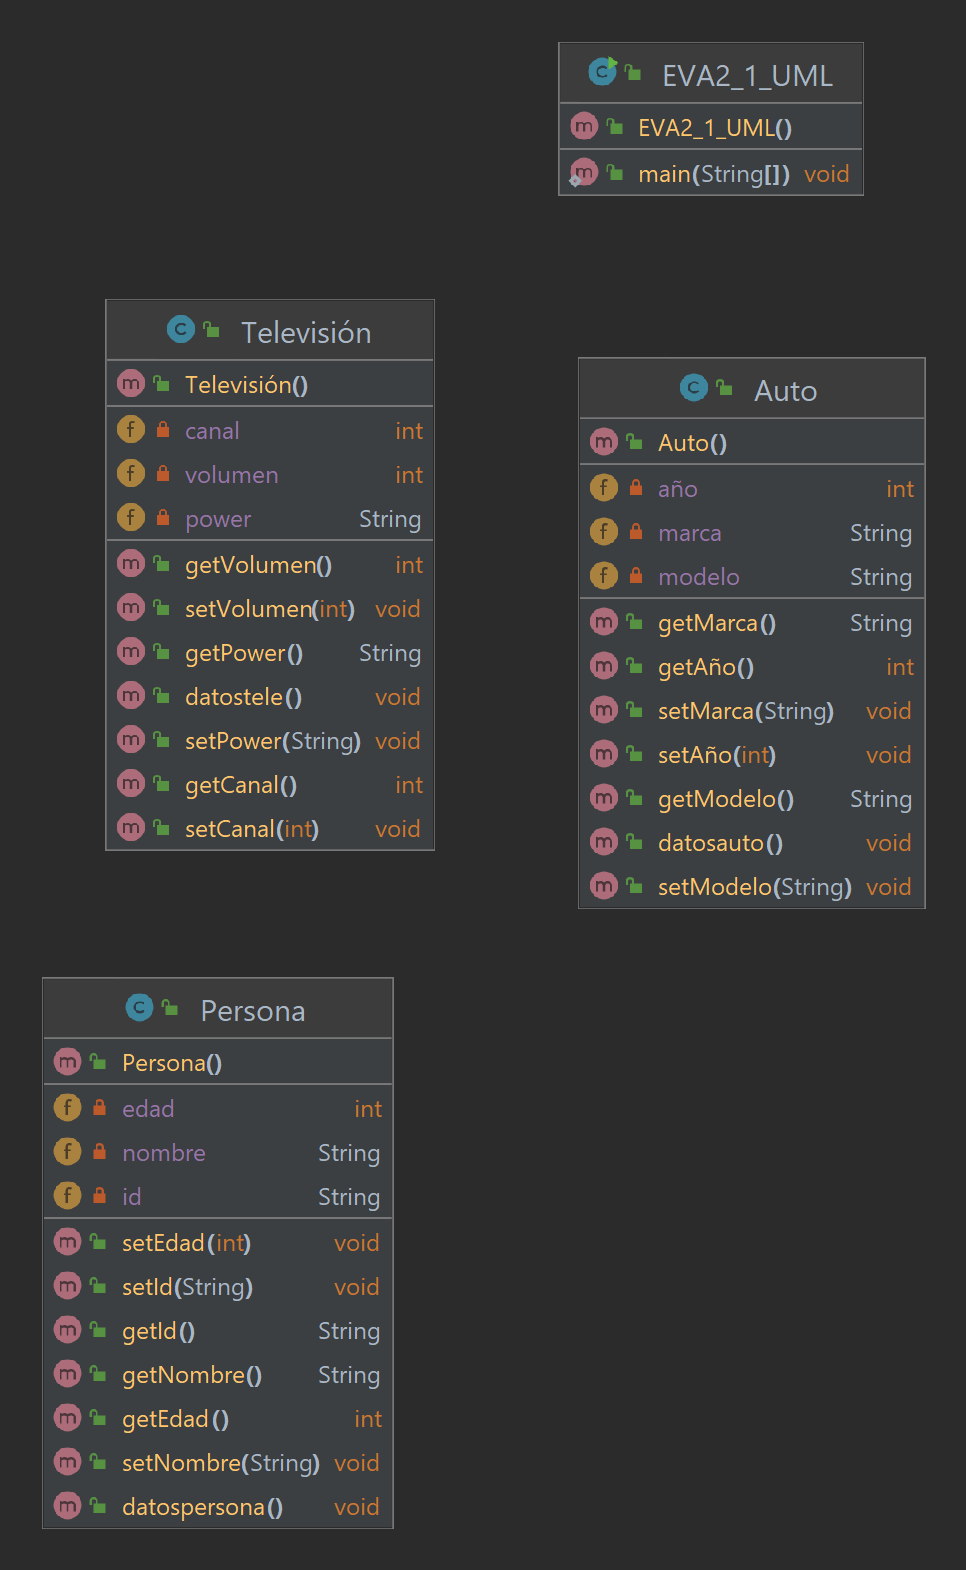 EVA2_1_UML
EVA2_1_UML()
main(String[]) void
Televisión
Televisión()
canal int
volumen int
power String
getVolumen() int
setVolumen(int) void
getPower() String
datostele() void
setPower(String) void
getCanal() int
setCanal(int) void
Auto
Auto()
año int
marca String
modelo String
getMarca() String
getAño() int
setMarca(String) void
setAño(int) void
getModelo() String
datosauto() void
setModelo(String) void
Persona
Persona()
edad int
nombre String
id String
setEdad(int) void
setId(String) void
getId() String
getNombre() String
getEdad() int
setNombre(String) void
datospersona() void